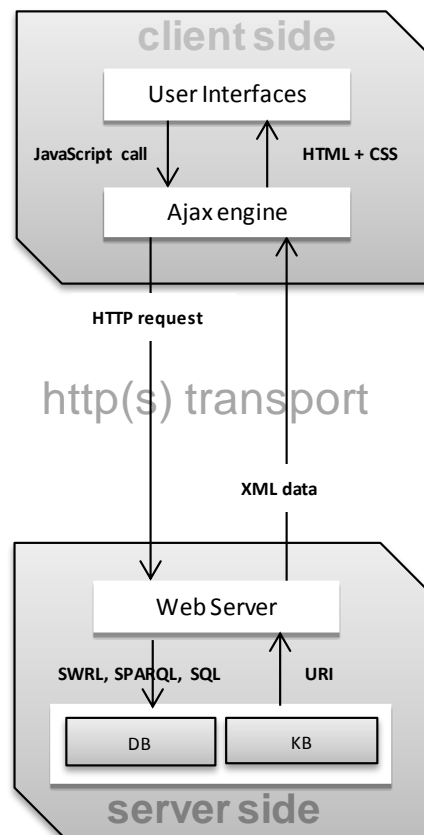 client side
User Interfaces
JavaScript call
HTML + CSS
Ajax engine
HTTP request
http(s) transport
XML data
Web Server
SWRL, SPARQL, SQL
URI
DB
KB
server side